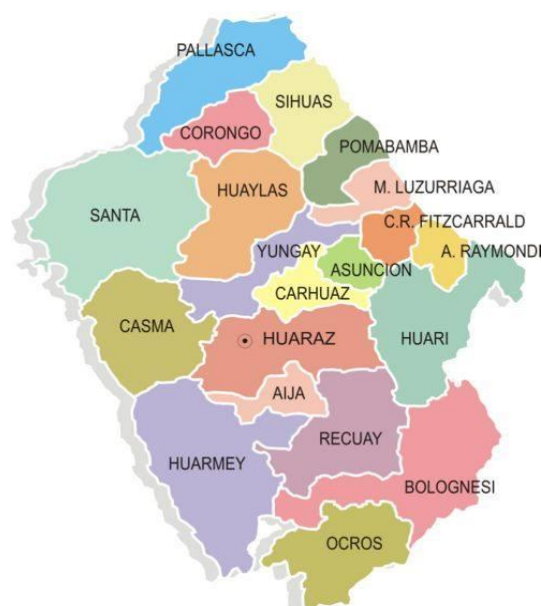 PALLASCA
SIHUAS
CORONGO
POMABAMBA
HUAYLAS
M. LUZURRIAGA
SANTA
C.R. FITZCARRALD
YUNGAY
A. RAYMONDI
ASUNCION
CARHUAZ
CASMA
HUARAZ
HUARI
AIJA
RECUAY
HUARMEY
BOLOGNESI
OCROS